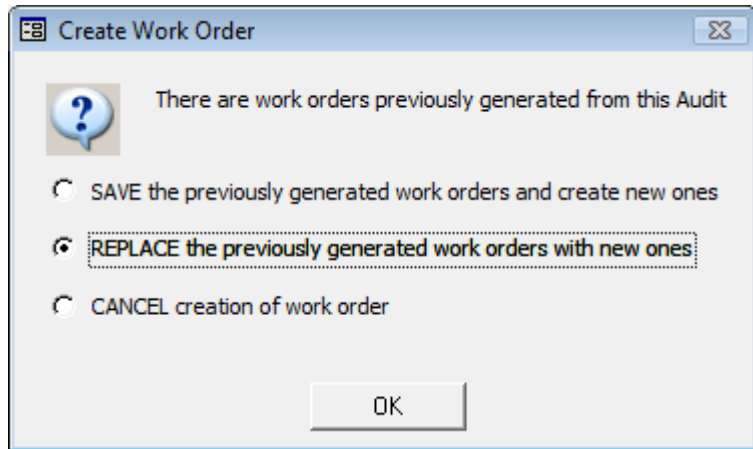 Create Work Order
There are work orders previously generated from this Audit
SAVE the previously generated work orders and create new ones
REPLACE the previously generated work orders with new ones
CANCEL creation of work order
OK